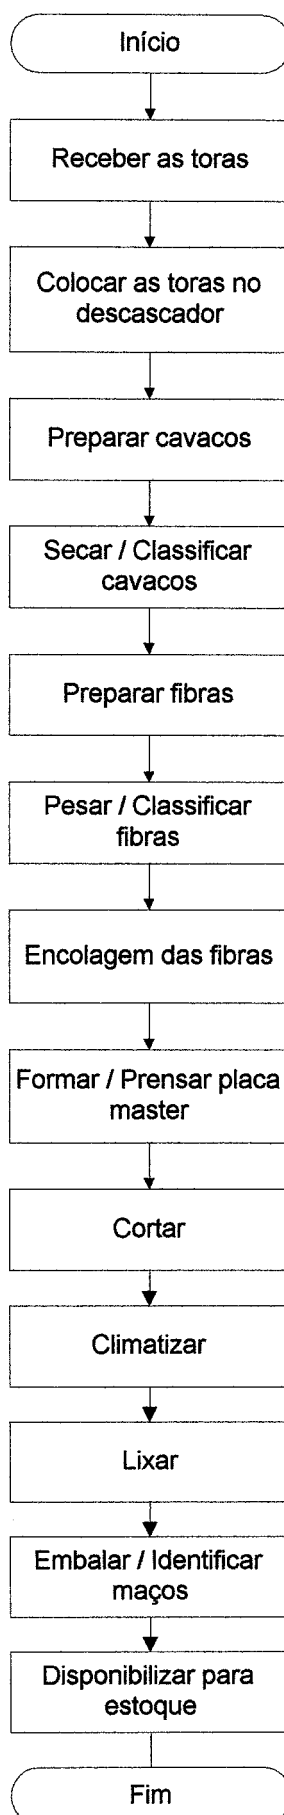 Início
Receber as toras
Colocar as toras no
descascador
Preparar cavacos
Secar / Classificar
cavacos
Preparar fibras
Pesar / Classificar
fibras
Encolagem das fibras
Formar / Prensar placa
master
Cortar
Climatizar
Lixar
Embalar / Identificar
maços
Disponibilizar para
estoque
Fim